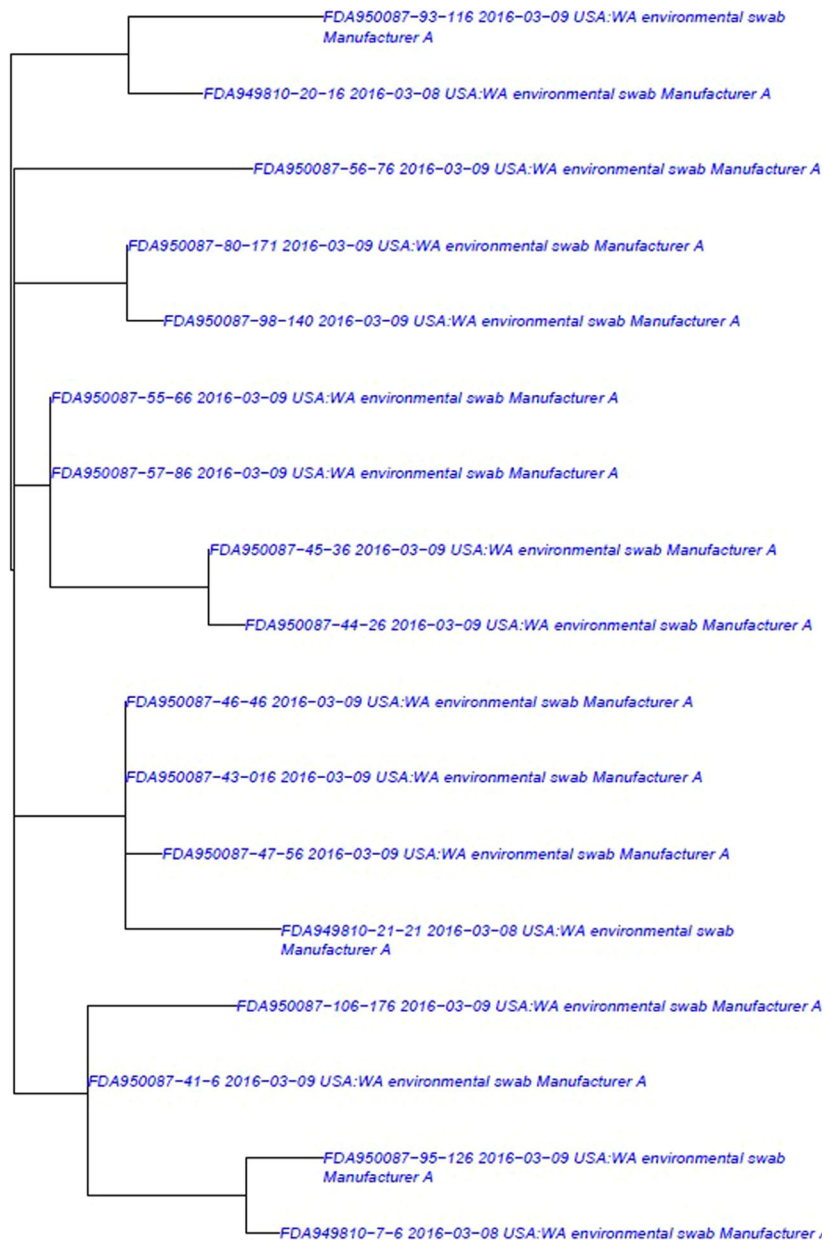 FDA950087-93-116 2016-03-09 USA:WA environmental swab
Manufacturer A
FDA949810-20-16 2016-03-08 USA:WA environmental swab Manufacturer A
FDA950087-56-76 2016-03-09 USA:WA environmental swab Manufacturer A
FDA950087-80-171 2016-03-09 USA:WA environmental swab Manufacturer A
FDA950087-98-140 2016-03-09 USA:WA environmental swab Manufacturer A
FDA950087-55-66 2016-03-09 USA:WA environmental swab Manufacturer A
FDA950087-57-86 2016-03-09 USA:WA environmental swab Manufacturer A
FDA950087-45-36 2016-03-09 USA:WA environmental swab Manufacturer A
FDA950087-44-26 2016-03-09 USA:WA environmental swab Manufacturer A
FDA950087-46-46 2016-03-09 USA:WA environmental swab Manufacturer A
FDA950087-43-016 2016-03-09 USA:WA environmental swab Manufacturer A
FDA950087-47-56 2016-03-09 USA:WA environmental swab Manufacturer A
FDA949810-21-21 2016-03-08 USA:WA environmental swab
Manufacturer A
FDA950087-106-176 2016-03-09 USA:WA environmental swab Manufacturer A
FDA950087-41-6 2016-03-09 USA:WA environmental swab Manufacturer A
FDA950087-95-126 2016-03-09 USA:WA environmental swab
Manufacturer A
FDA949810-7-6 2016-03-08 USA:WA environmental swab Manufacturer A